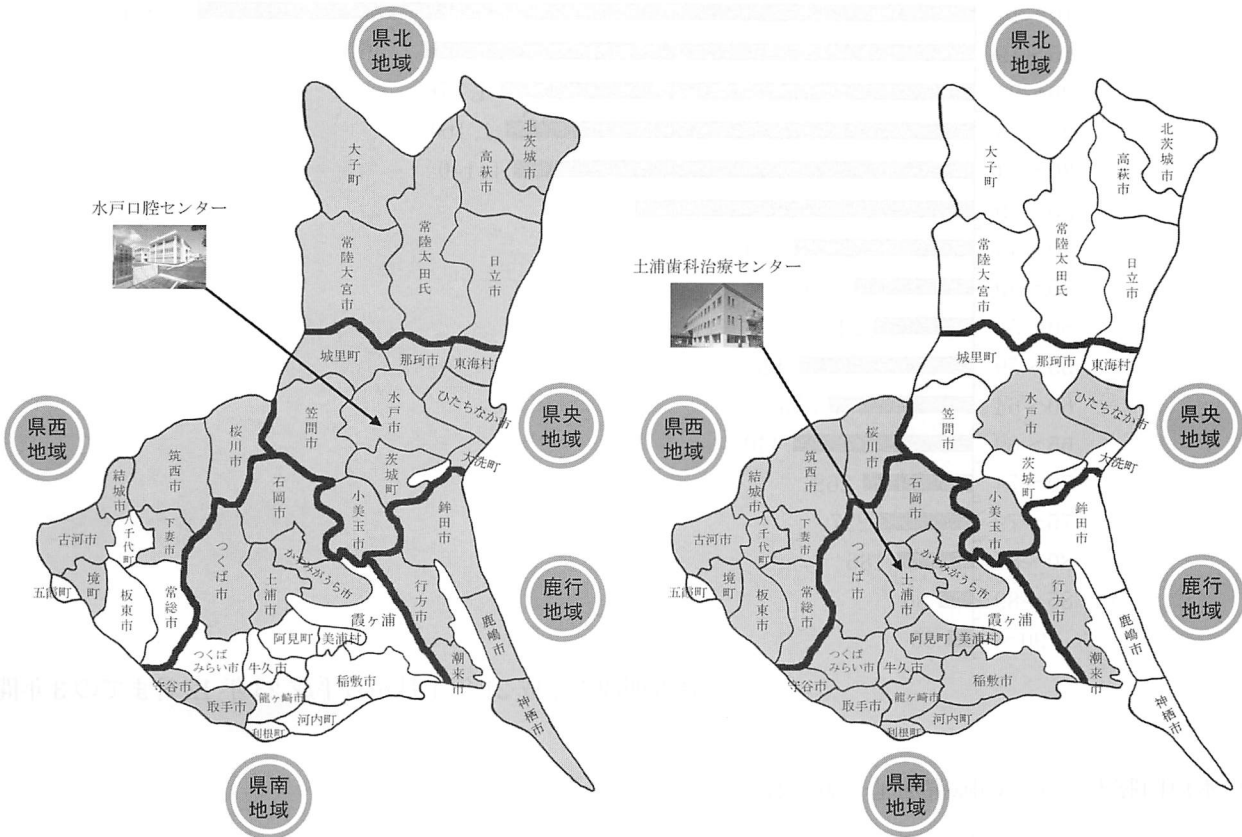 県北
地域
大子町
高萩市
北茨城市
常陸太田氏
常陸大宮市
日立市
水戸口腔センター
城里町
那珂市
東海村
ひたちなか市
水戸市
笠間市
大洗町
茨城町
県央
地域
県西
地域
桜川市
筑西市
結城市
石岡市
小美玉市
鉾田市
八千代町
下妻市
古河市
つくば市
かすみがうら市
土浦市
行方市
鹿行
地域
五霞町
境町
板東市
常総市
霞ヶ浦
阿見町
美浦村
鹿嶋市
つくば
みらい市
牛久市
稲敷市
潮来市
守谷市
取手市
龍ヶ崎市
河内町
利根町
神栖市
県南
地域
県北
地域
大子町
高萩市
北茨城市
常陸太田氏
常陸大宮市
日立市
土浦歯科治療センター
城里町
那珂市
東海村
ひたちなか市
水戸市
笠間市
大洗町
茨城町
県央
地域
県西
地域
桜川市
筑西市
結城市
石岡市
小美玉市
鉾田市
八千代町
下妻市
古河市
つくば市
かすみがうら市
土浦市
行方市
鹿行
地域
五霞町
境町
板東市
常総市
霞ヶ浦
阿見町
美浦村
鹿嶋市
つくば
みらい市
牛久市
稲敷市
潮来市
守谷市
取手市
龍ヶ崎市
河内町
利根町
神栖市
県南
地域